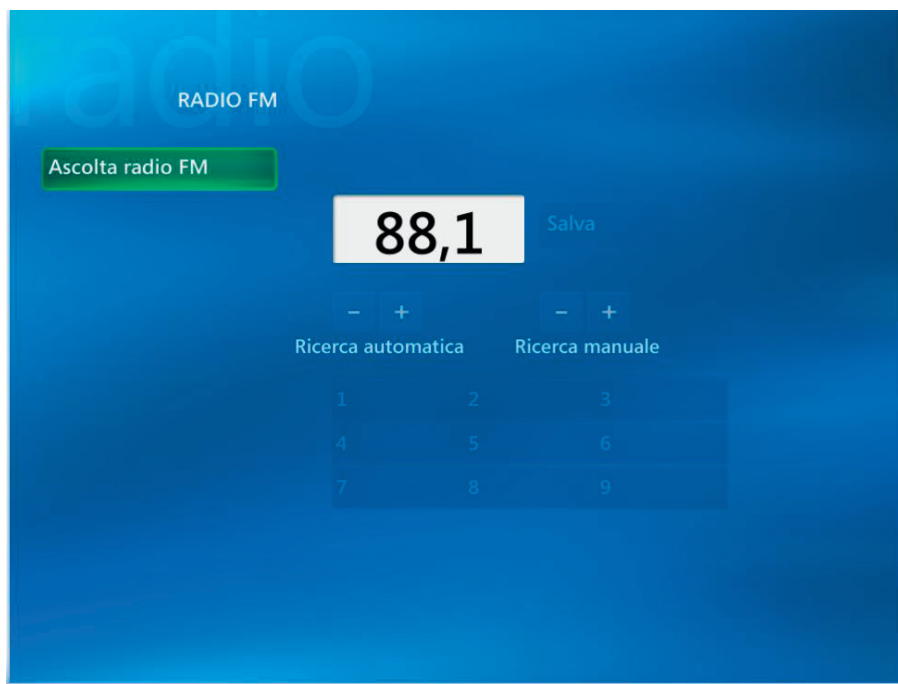 radio
RADIO FM
Ascolta radio FM
88,1 Salva
– + – +
Ricerca automatica Ricerca manuale
1 2 3
4 5 6
7 8 9